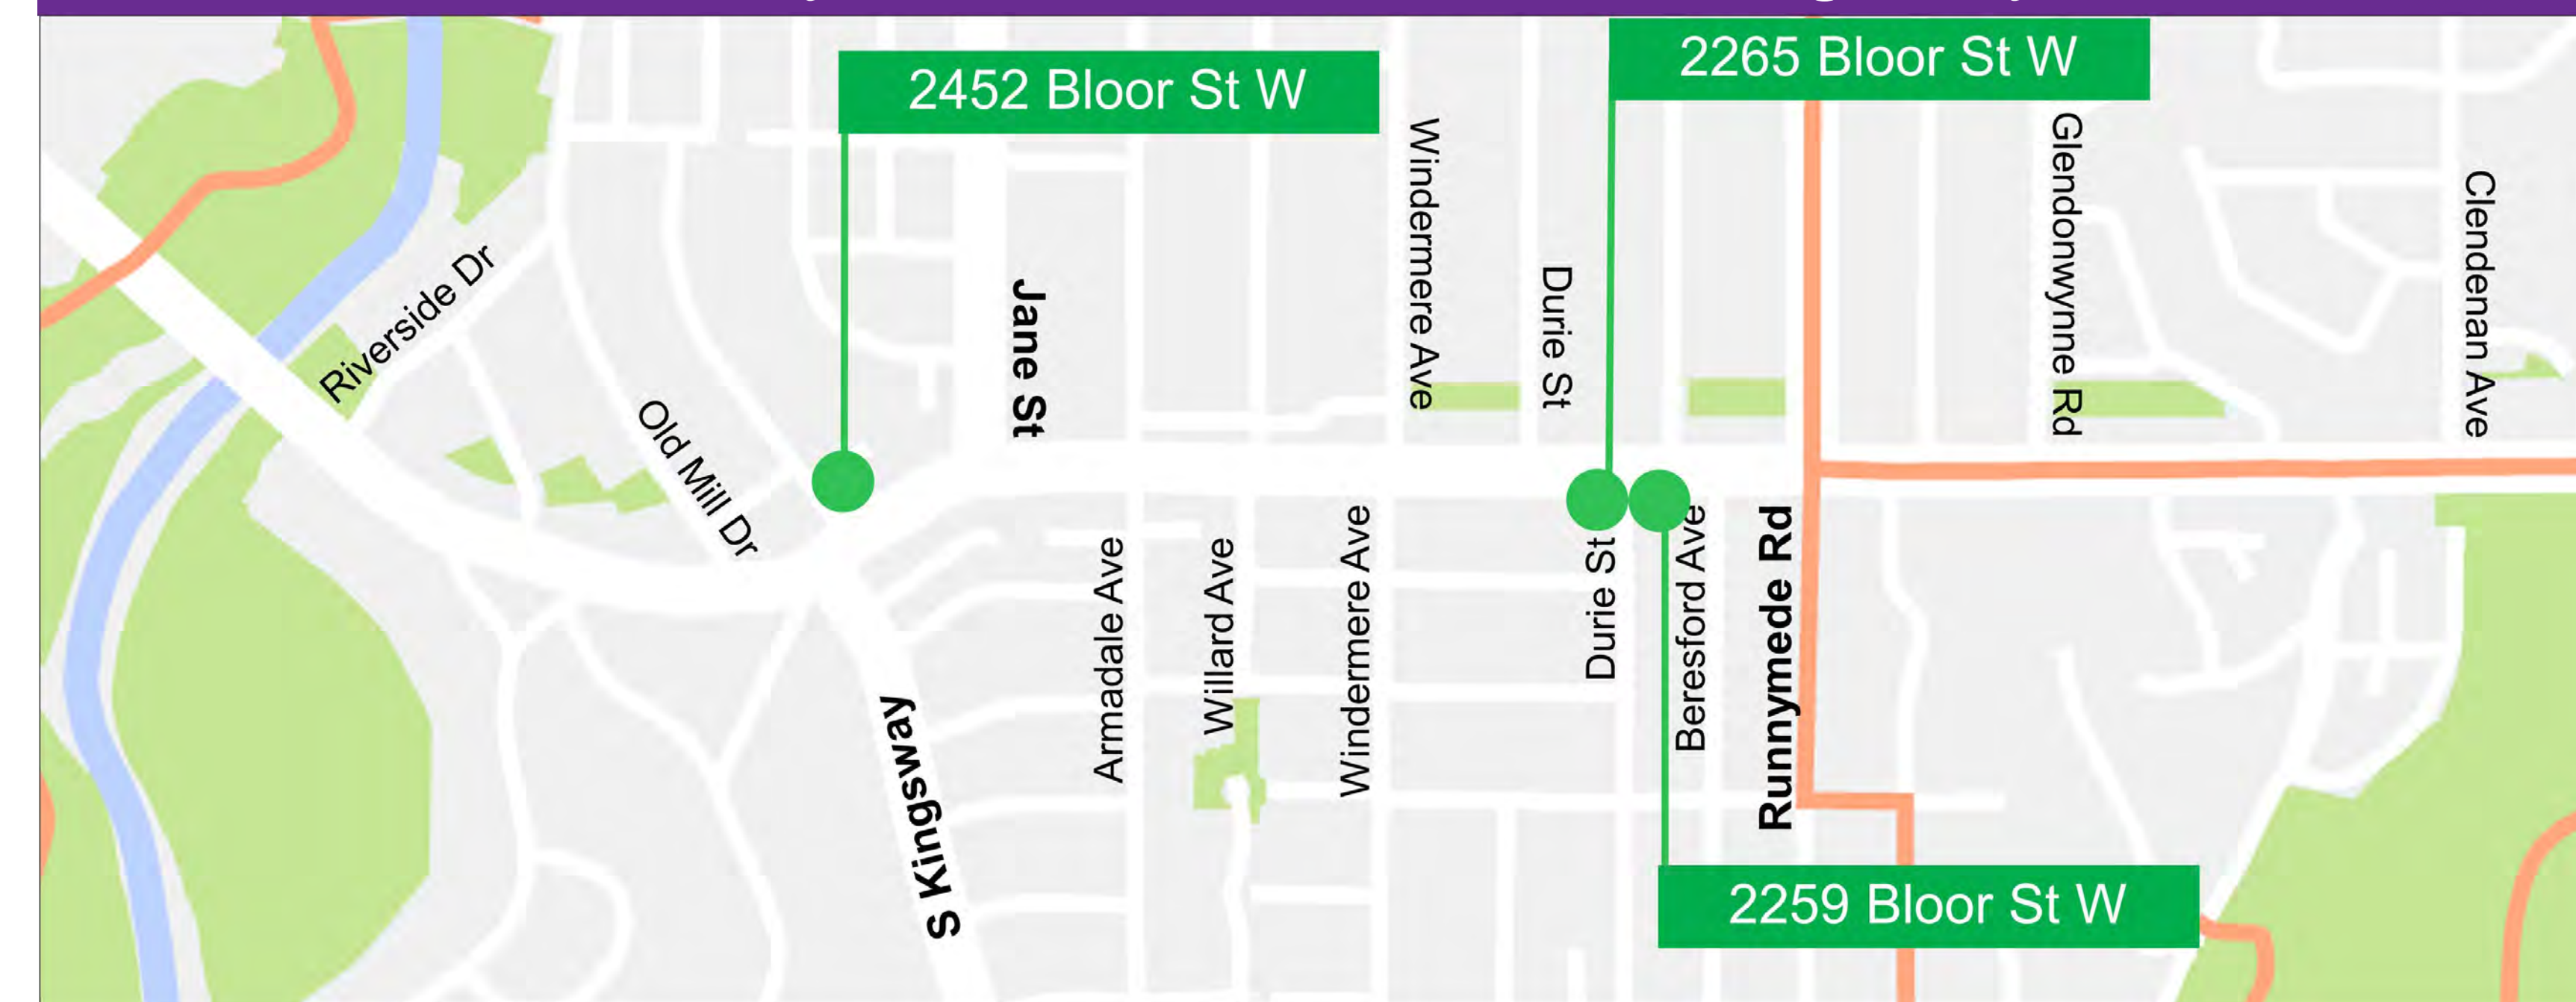 2452 Bloor St W
2265 Bloor St W
Windermere Ave
Glendonwynne Rd
Clendenan Ave
Riverside Dr
Durie St
Jane St
Old Mill Dr
Armadale Ave
Willard Ave
Windermere Ave
Durie St
Beresford Ave
Runnymede Rd
S Kingsway
2259 Bloor St W